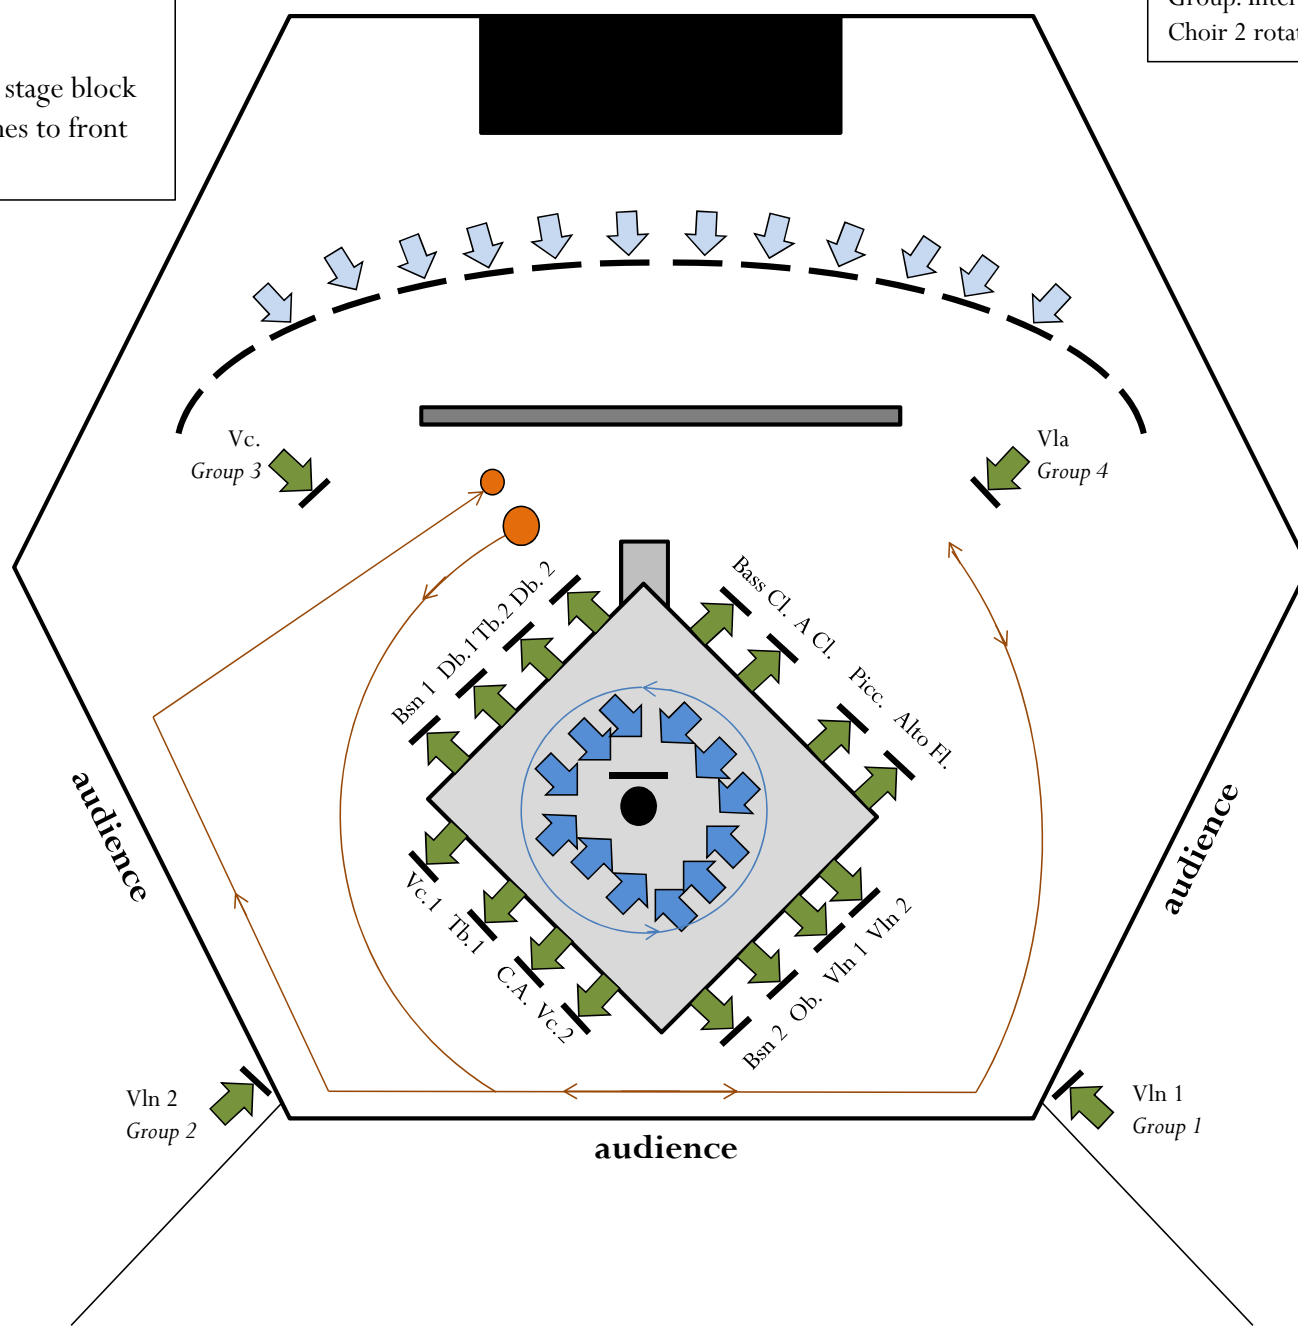 stage block
to front
Choir 2
Vc.
Group 3
Vla
Group 4
Bsn 1 Db.1 Tb.2 Db. 2
Bass Cl. A Cl. Picc. Alto Fl.
audience
audience
Vc.1 Tb.1 C.A. Vc.2
Bsn 2 Ob. Vln 1 Vln 2
Vln 2
Group 2
Vln 1
Group 1
audience